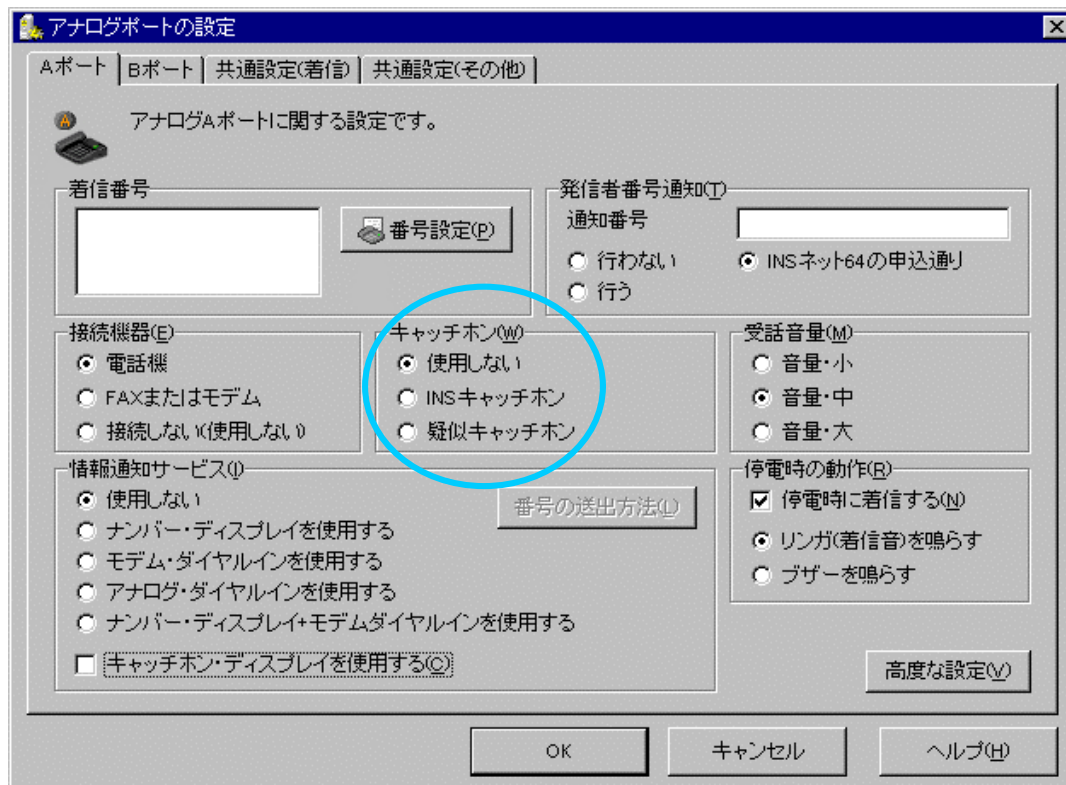 アナログポートの設定
Aポート Bポート 共通設定(着信) 共通設定(その他)
アナログAポートに関する設定です。
着信番号
番号設定(P)
発信者番号通知(T)
通知番号
行わない INSネット64の申込通り
行う
接続機器(E)
電話機
FAXまたはモデム
接続しない(使用しない)
キャッチホン(W)
使用しない
INSキャッチホン
疑似キャッチホン
受話音量(M)
音量・小
音量・中
音量・大
情報通知サービス(I)
使用しない
番号の送出方法(L)
ナンバー・ディスプレイを使用する
モデム・ダイヤルインを使用する
アナログ・ダイヤルインを使用する
ナンバー・ディスプレイ+モデムダイヤルインを使用する
キャッチホン・ディスプレイを使用する(C)
停電時の動作(R)
停電時に着信する(N)
リンガ(着信音)を鳴らす
ブザーを鳴らす
高度な設定(V)
OK キャンセル ヘルプ(H)